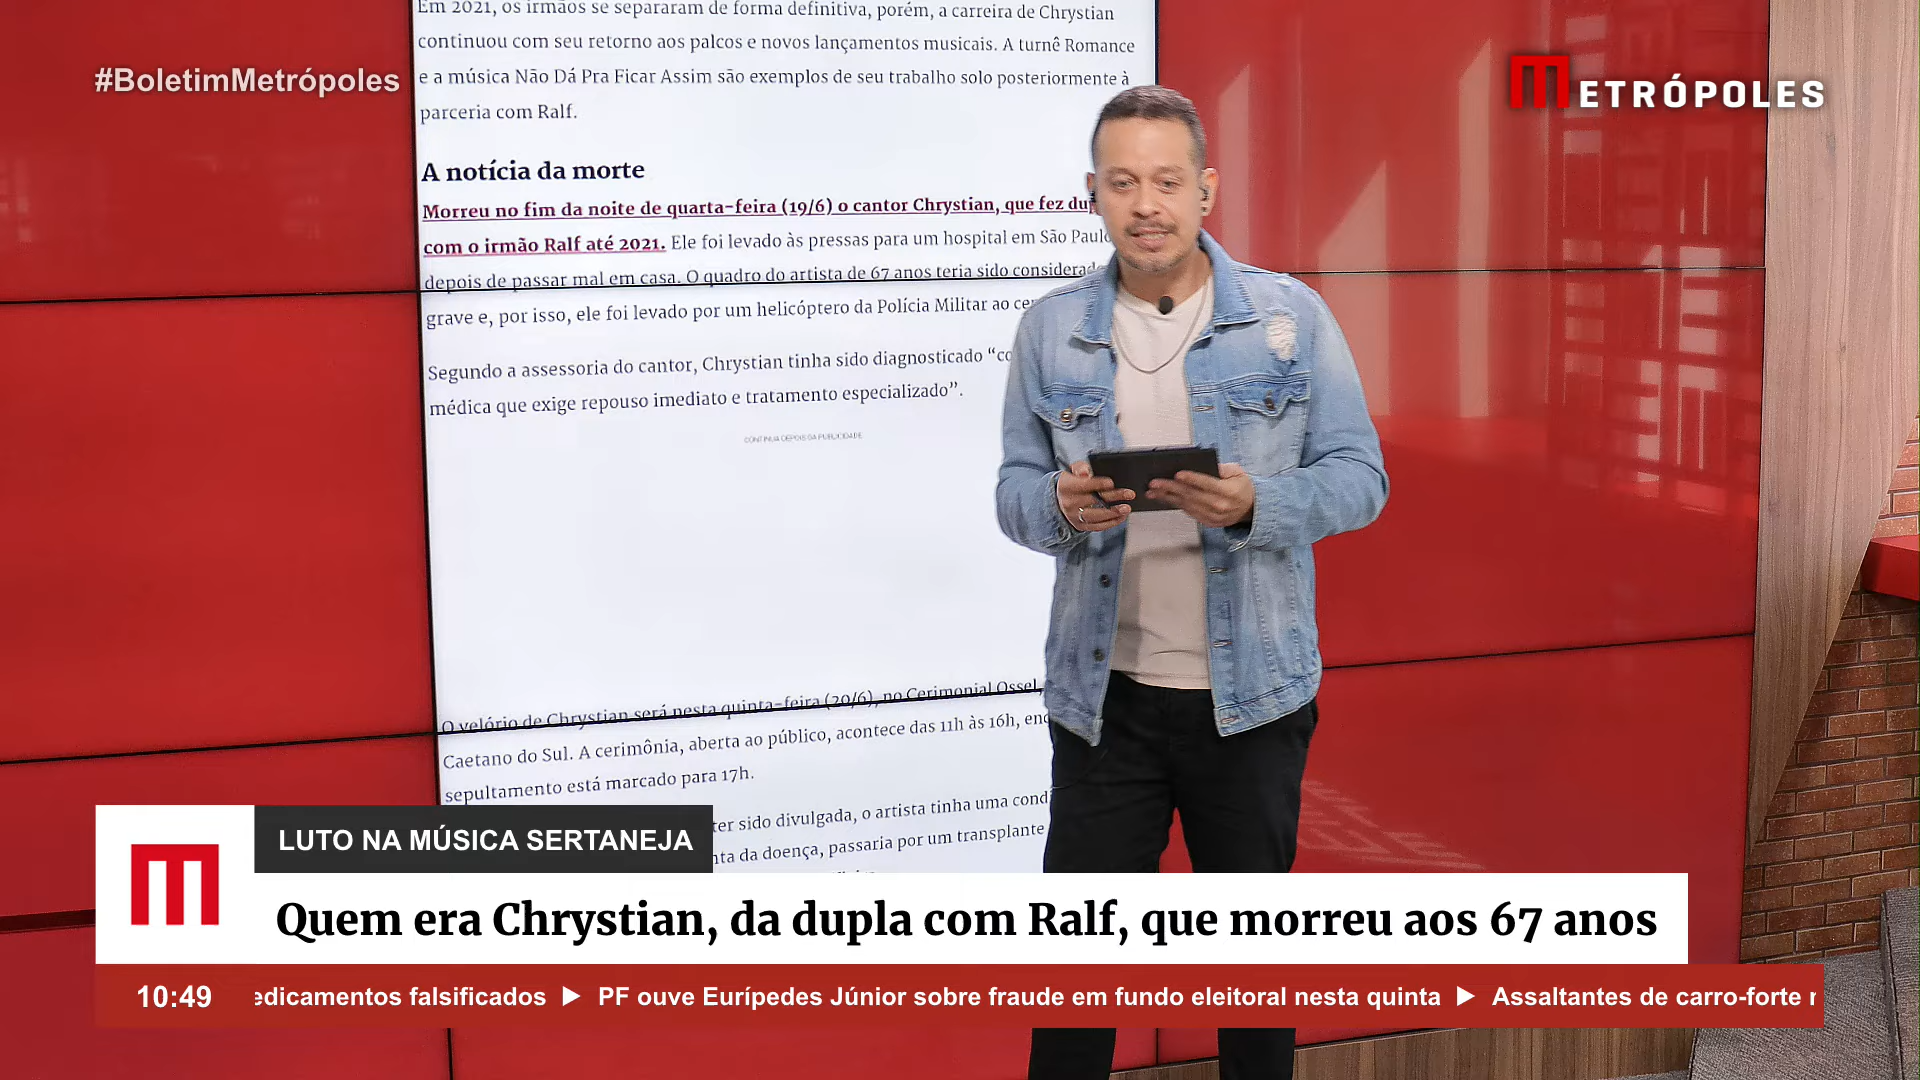 Em 2021, os irmãos se separaram de forma definitiva, porém, a carreira de Chrystian
continuou com seu retorno aos palcos e novos lançamentos musicais. A turnê Romance
e a música Não Dá Pra Ficar Assim são exemplos de seu trabalho solo posteriormente à
parceria com Ralf.
#BoletimMetrópoles
METRÓPOLES
A notícia da morte
Morreu no fim da noite de quarta-feira (19/6) o cantor Chrystian, que fez
com o irmão Ralf até 2021. Ele foi levado às pressas para um hospital em São Paulo
depois de passar mal em casa. O quadro do artista de 67 anos teria sido
grave e, por isso, ele foi levado por um helicóptero da Polícia Militar ao
Segundo a assessoria do cantor, Chrystian tinha sido diagnosticado “
médica que exige repouso imediato e tratamento especializado”.
CONTINUA DEPOIS DA PUBLICIDADE
O velório de Chrystian será nesta quinta-feira (20/6), no Cerimonial Ossel,
Caetano do Sul. A cerimônia, aberta ao público, acontece das 11h às 16h,
sepultamento está marcado para 17h.
ter sido divulgada, o artista tinha uma
da doença, passaria por um transplante
LUTO NA MÚSICA SERTANEJA
Quem era Chrystian, da dupla com Ralf, que morreu aos 67 anos
10:49 edicamentos falsificados ▶ PF ouve Eurípedes Júnior sobre fraude em fundo eleitoral nesta quinta ▶ Assaltantes de carro-forte